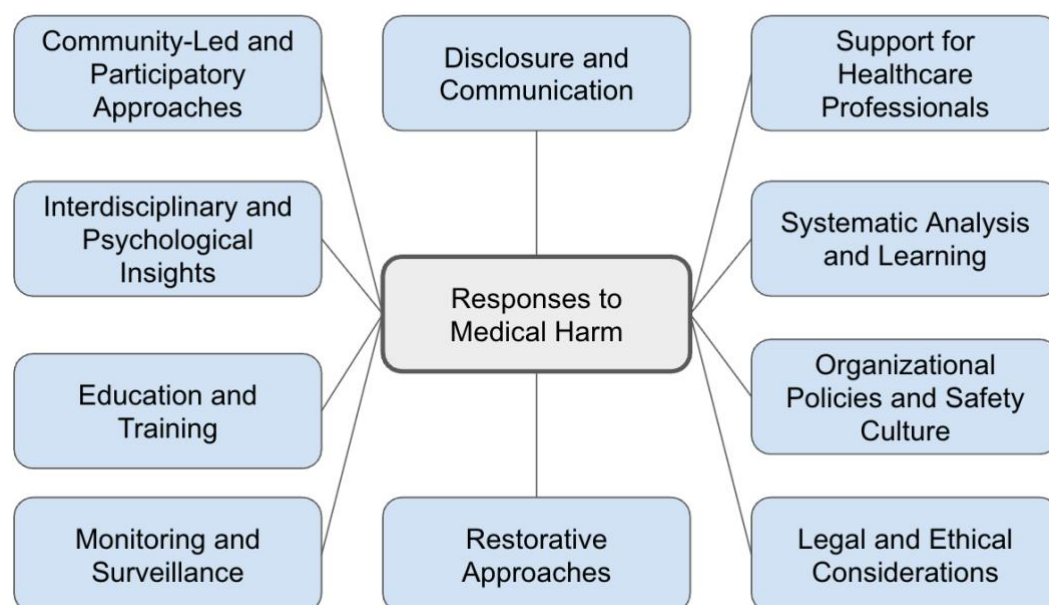 Community-Led and
Participatory
Approaches
Disclosure and
Communication
Support for
Healthcare
Professionals
Interdisciplinary and
Psychological
Insights
Systematic Analysis
and Learning
Responses to
Medical Harm
Education and
Training
Organizational
Policies and Safety
Culture
Monitoring and
Surveillance
Restorative
Approaches
Legal and Ethical
Considerations